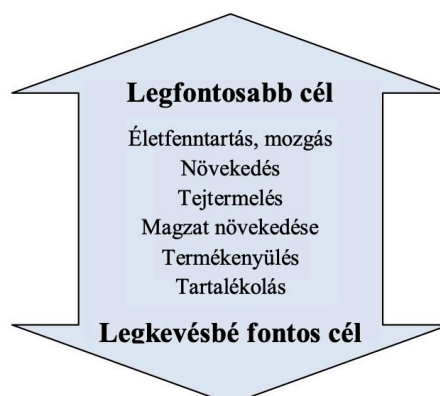 Legfontosabb cél
Életfenntartás, mozgás
Növekedés
Tejtermelés
Magzat növekedése
Termékenyülés
Tartalékolás
Legkevésbé fontos cél